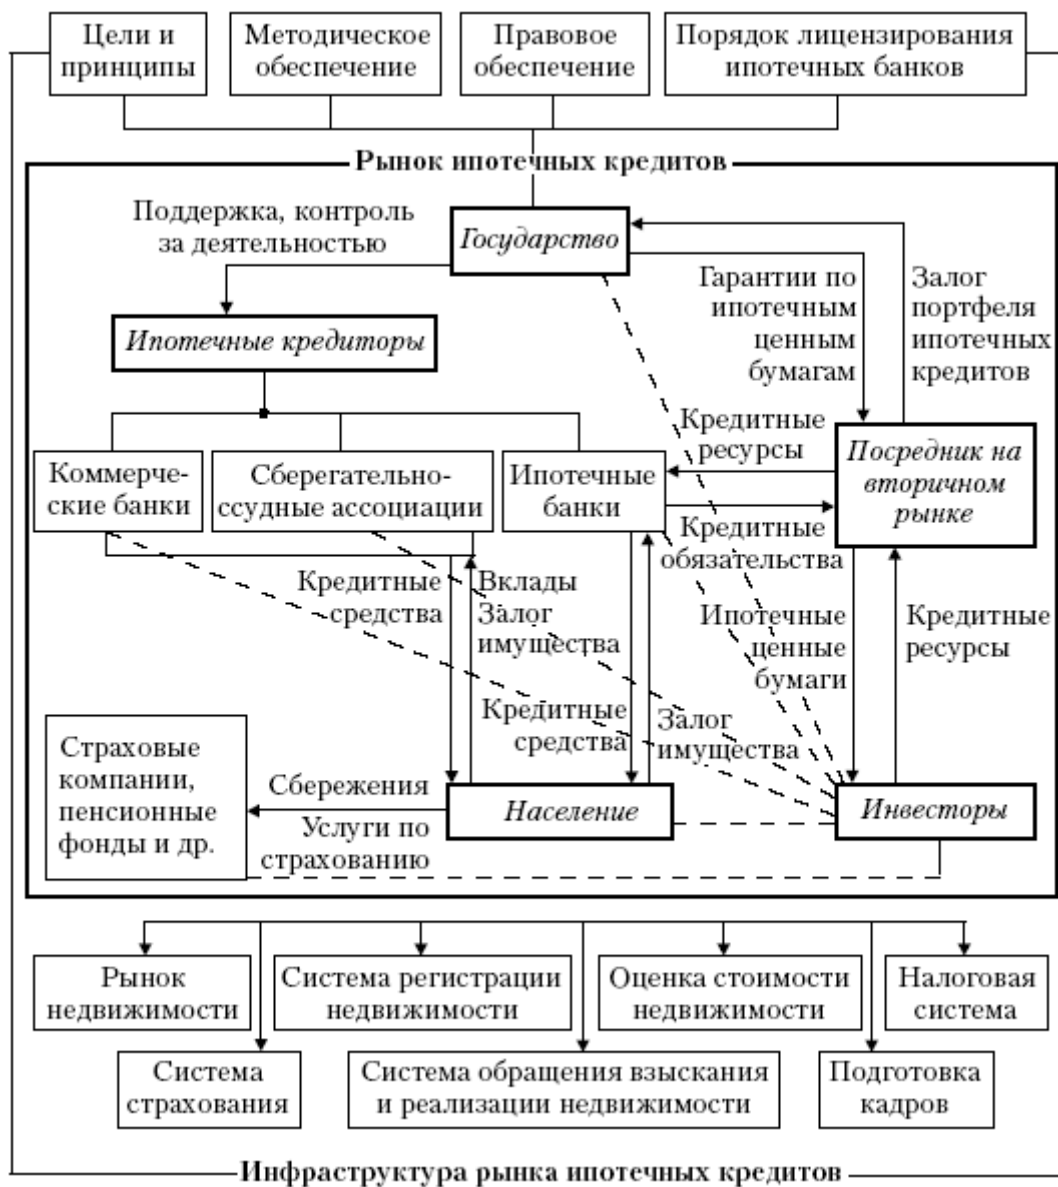 Цели и
принципы
Методическое
обеспечение
Правовое
обеспечение
Порядок лицензирования
ипотечных банков
Рынок ипотечных кредитов
Поддержка, контроль
за деятельностью
Государство
Гарантии по
ипотечным
ценным
бумагам
Залог
портфеля
ипотечных
кредитов
Ипотечные кредиторы
Коммерче-
ские банки
Сберегательно-
ссудные ассоциации
Ипотечные
банки
Кредитные
ресурсы
Посредник на
вторичном
рынке
Кредитные
обязательства
Кредитные
средства
Вклады
Залог
имущества
Ипотечные
ценные
бумаги
Кредитные
ресурсы
Кредитные
средства
Залог
имущества
Страховые
компании,
пенсионные
фонды и др.
Сбережения
Услуги по
страхованию
Население
Инвесторы
Рынок
недвижимости
Система регистрации
недвижимости
Оценка стоимости
недвижимости
Налоговая
система
Система
страхования
Система обращения взыскания
и реализации недвижимости
Подготовка
кадров
Инфраструктура рынка ипотечных кредитов